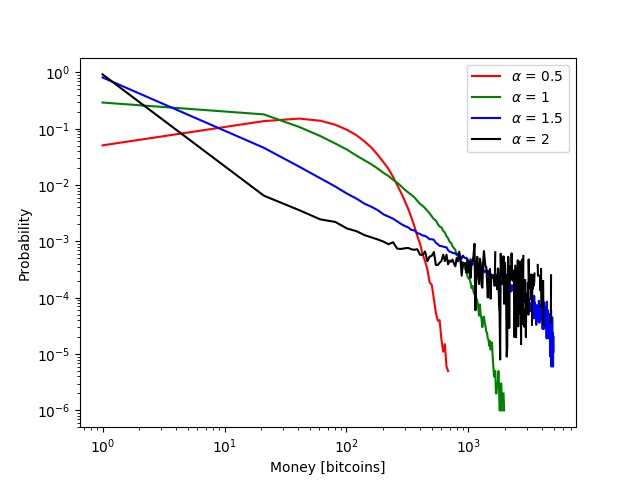 10⁰
10⁻¹
10⁻²
10⁻³
10⁻⁴
10⁻⁵
10⁻⁶
Probability
α = 0.5
α = 1
α = 1.5
α = 2
10⁰ 10¹ 10² 10³
Money [bitcoins]